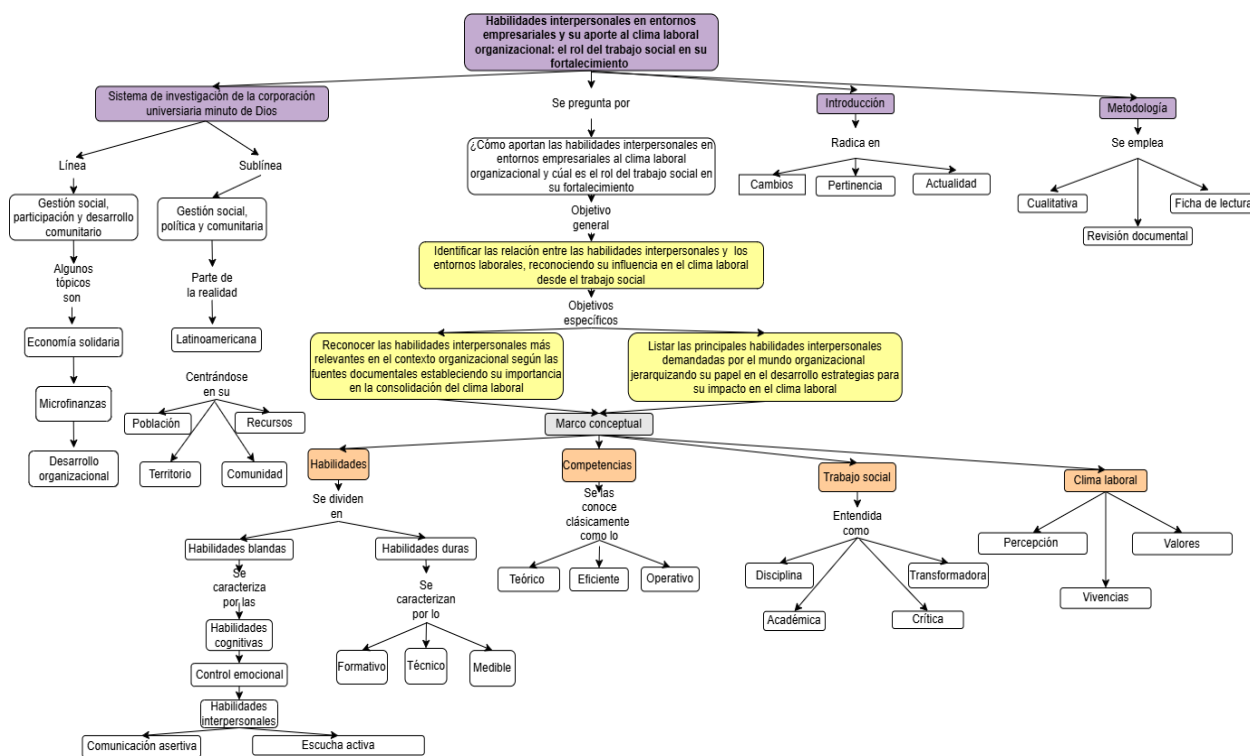 Habilidades interpersonales en entornos
empresariales y su aporte al clima laboral
organizacional: el rol del trabajo social en su
fortalecimiento
Sistema de investigación de la corporación
universiaria minuto de Dios
Se pregunta por
Introducción
Metodología
Línea
Sublínea
¿Cómo aportan las habilidades interpersonales en
entornos empresariales al clima laboral
organizacional y cúal es el rol del trabajo social en
su fortalecimiento
Radica en
Se emplea
Cambios
Pertinencia
Actualidad
Cualitativa
Ficha de lectura
Revisión documental
Gestión social,
participación y desarrollo
comunitario
Gestión social,
política y comunitaria
Objetivo
general
Identificar las relación entre las habilidades interpersonales y los
entornos laborales, reconociendo su influencia en el clima laboral
desde el trabajo social
Algunos
tópicos
son
Parte de
la realidad
Objetivos
específicos
Economía solidaria
Latinoamericana
Reconocer las habilidades interpersonales más
relevantes en el contexto organizacional según las
fuentes documentales estableciendo su importancia
en la consolidación del clima laboral
Listar las principales habilidades interpersonales
demandadas por el mundo organizacional
jerarquizando su papel en el desarrollo estrategias para
su impacto en el clima laboral
Microfinanzas
Centrándose
en su
Población
Recursos
Marco conceptual
Desarrollo
organizacional
Territorio
Comunidad
Habilidades
Competencias
Trabajo social
Clima laboral
Se dividen
en
Se las
conoce
clásicamente
como lo
Entendida
como
Percepción
Valores
Vivencias
Habilidades blandas
Habilidades duras
Teórico
Eficiente
Operativo
Disciplina
Transformadora
Académica
Crítica
Se
caracteriza
por las
Se
caracterizan
por lo
Habilidades
cognitivas
Formativo
Técnico
Medible
Control emocional
Habilidades
interpersonales
Comunicación asertiva
Escucha activa